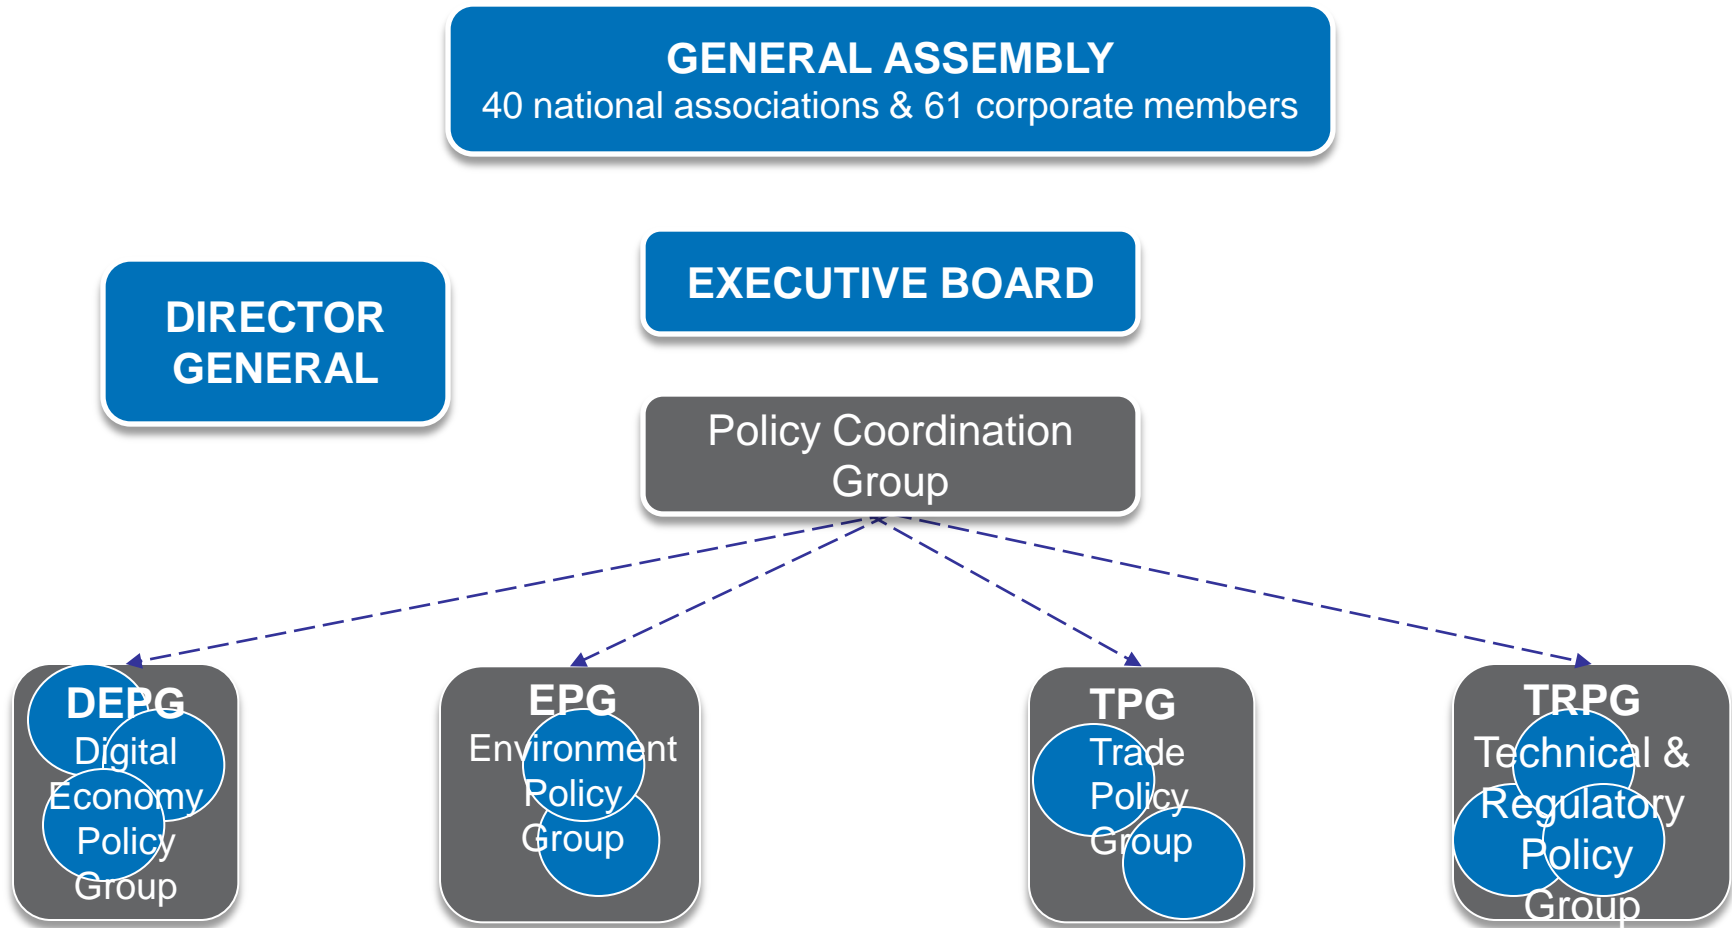 GENERAL ASSEMBLY
40 national associations & 61 corporate members
EXECUTIVE BOARD
DIRECTOR
GENERAL
Policy Coordination
Group
DEPG
Digital
Economy
Policy
Group
EPG
Environment
Policy
Group
TPG
Trade
Policy
Group
TRPG
Technical &
Regulatory
Policy
Group